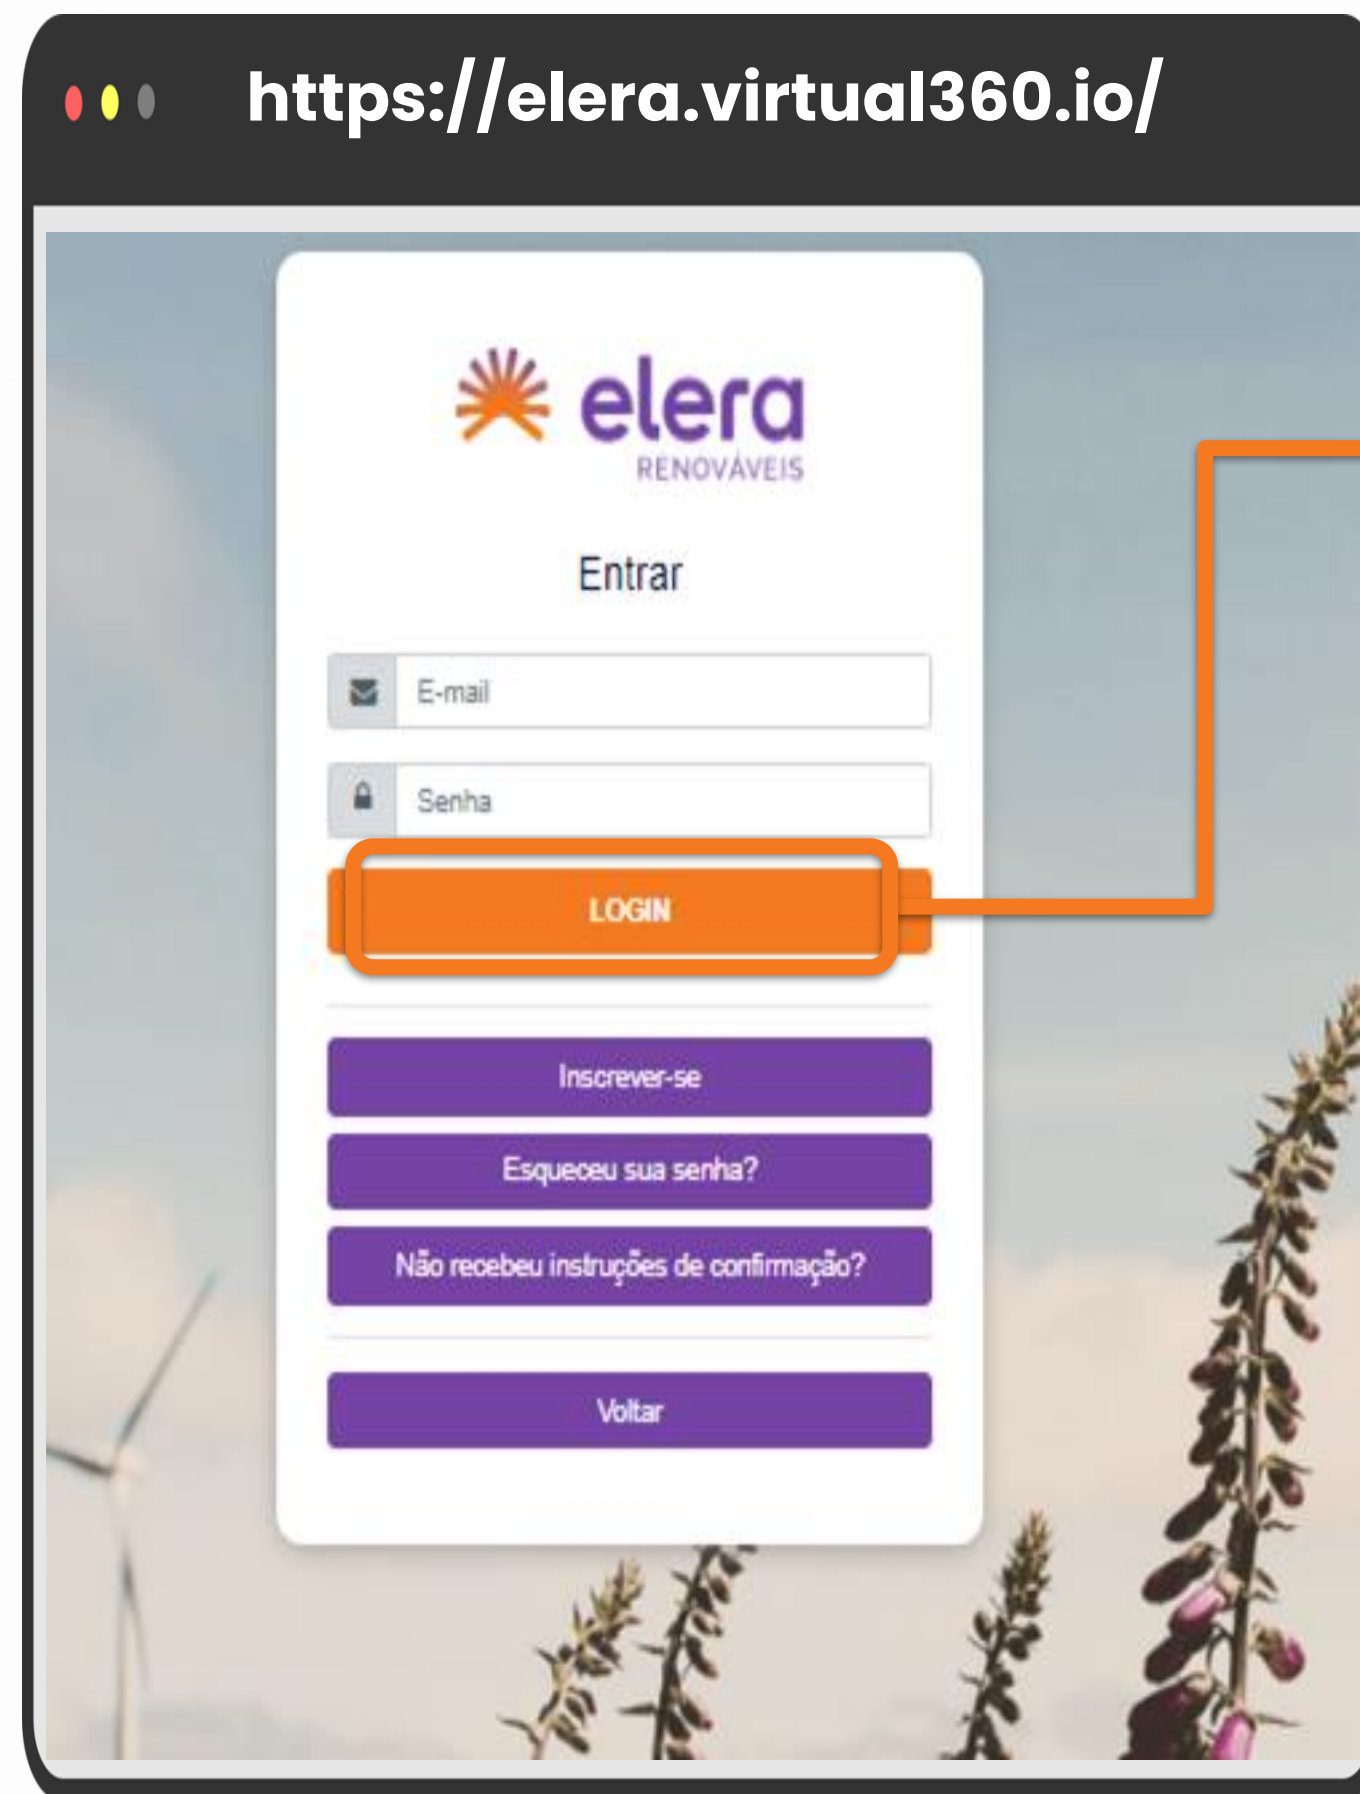 https://elera.virtual360.io/
elera
RENOVÁVEIS
Entrar
E-mail
Senha
LOGIN
Inscrever-se
Esqueceu sua senha?
Não recebeu instruções de confirmação?
Voltar